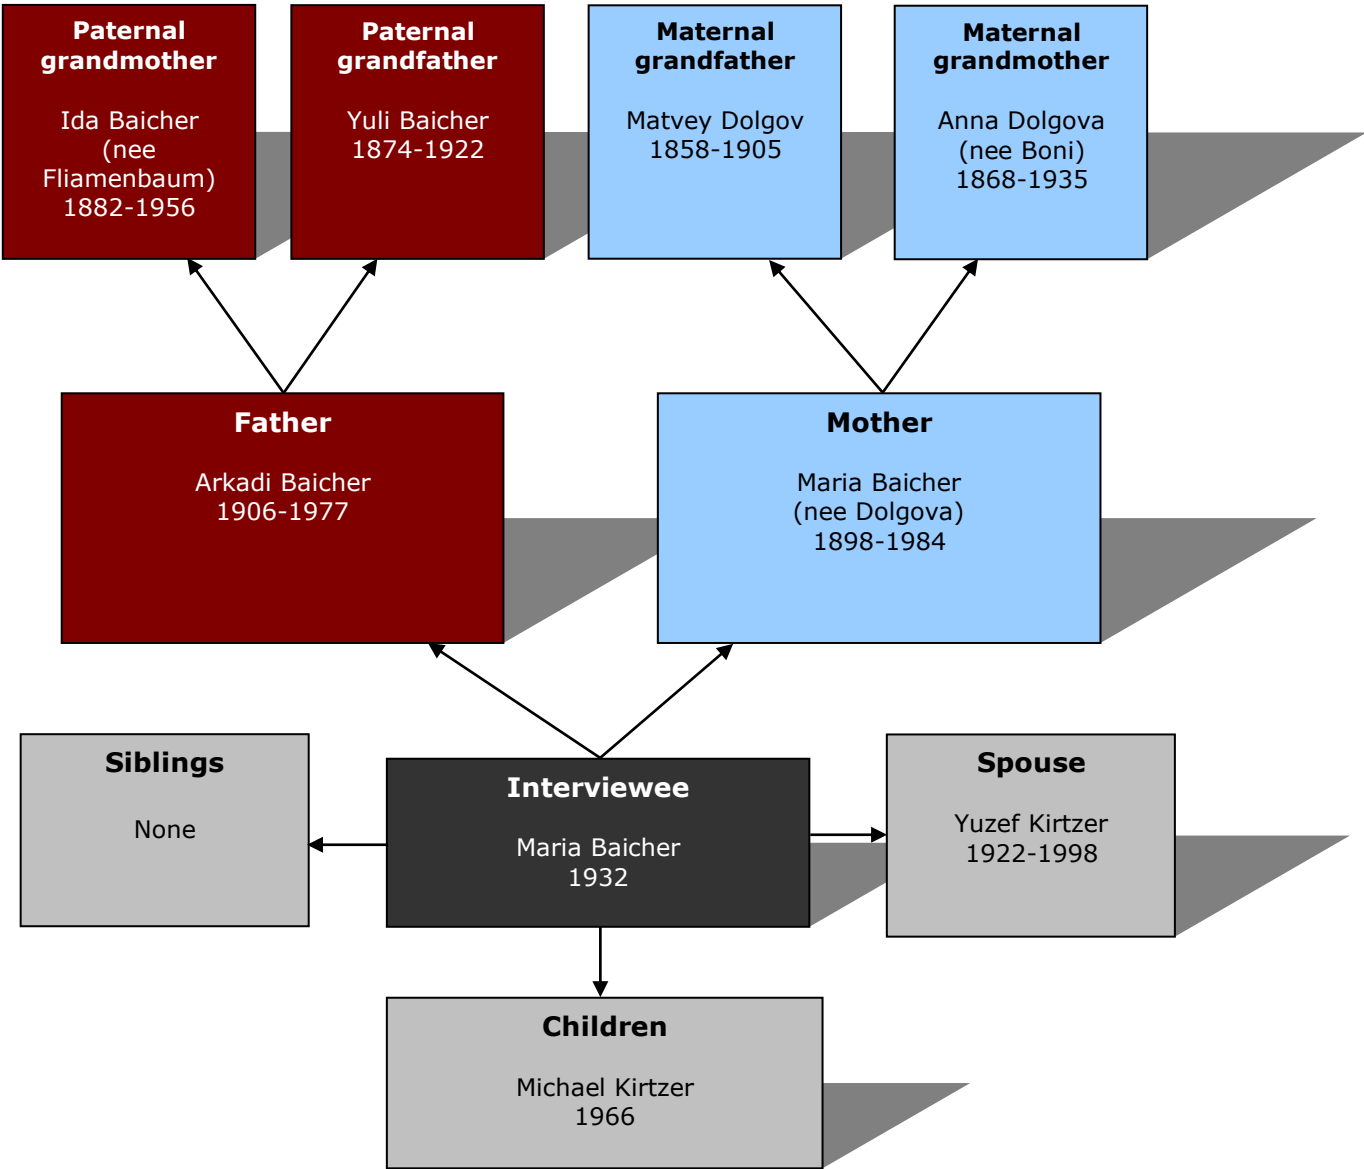 Paternal
grandmother
Ida Baicher
(nee
Fliamenbaum)
1882-1956
Paternal
grandfather
Yuli Baicher
1874-1922
Maternal
grandfather
Matvey Dolgov
1858-1905
Maternal
grandmother
Anna Dolgova
(nee Boni)
1868-1935
Father
Arkadi Baicher
1906-1977
Mother
Maria Baicher
(nee Dolgova)
1898-1984
Siblings
None
Interviewee
Maria Baicher
1932
Spouse
Yuzef Kirtzer
1922-1998
Children
Michael Kirtzer
1966